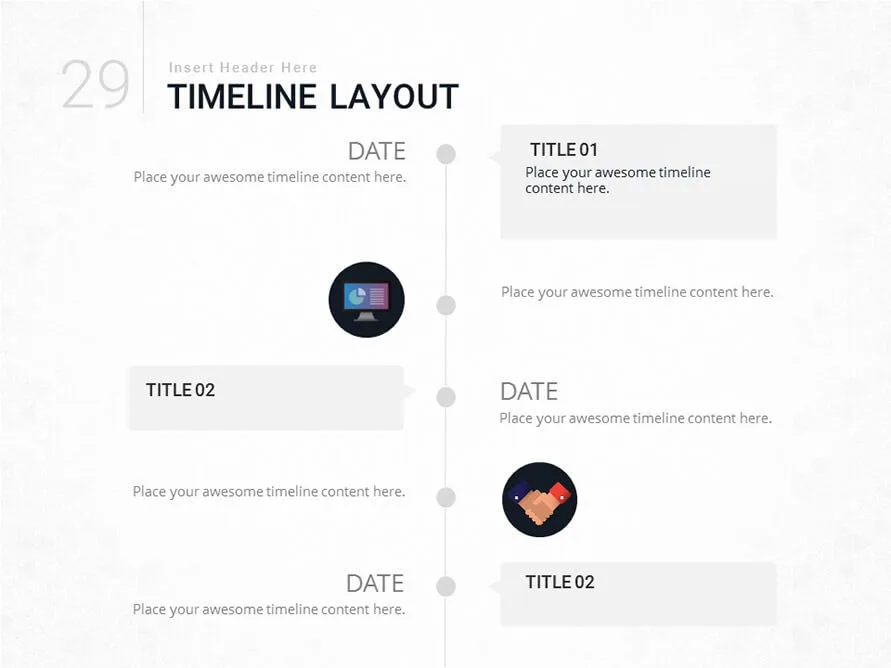 29
Insert Header Here
TIMELINE LAYOUT
DATE
Place your awesome timeline content here.
TITLE 01
Place your awesome timeline
content here.
Place your awesome timeline content here.
TITLE 02
DATE
Place your awesome timeline content here.
Place your awesome timeline content here.
DATE
Place your awesome timeline content here.
TITLE 02